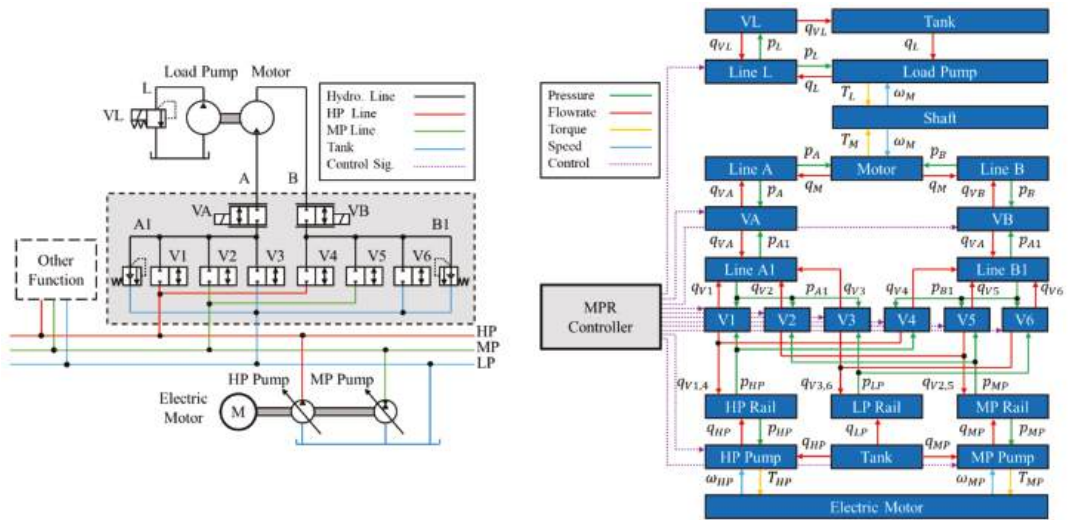 Load Pump Motor
L
VL
Hydro. Line
HP Line
MP Line
Tank
Control Sig.
A B
VA VB
A1 B1
V1 V2 V3 V4 V5 V6
Other
Function
HP
MP
LP
HP Pump MP Pump
Electric
Motor
M
VL Tank
q_VL
q_VL p_L q_L
p_L
Line L Load Pump
q_L
T_L ω_M
Shaft
T_M ω_M
Pressure
Flowrate
Torque
Speed
Control
p_A p_B
Line A Motor Line B
q_M q_M
q_VA p_A q_VB p_B
VA VB
q_VA p_A1 q_VA p_A1
Line A1 Line B1
q_V1 q_V2 p_A1 q_V3 q_V4 p_B1 q_V5 q_V6
MPR
Controller
V1 V2 V3 V4 V5 V6
q_V1,4 p_HP q_V3,6 p_LP q_V2,5 p_MP
HP Rail LP Rail MP Rail
q_HP p_HP q_HP q_LP q_MP q_MP p_MP
HP Pump Tank MP Pump
ω_HP T_HP ω_MP T_MP
Electric Motor